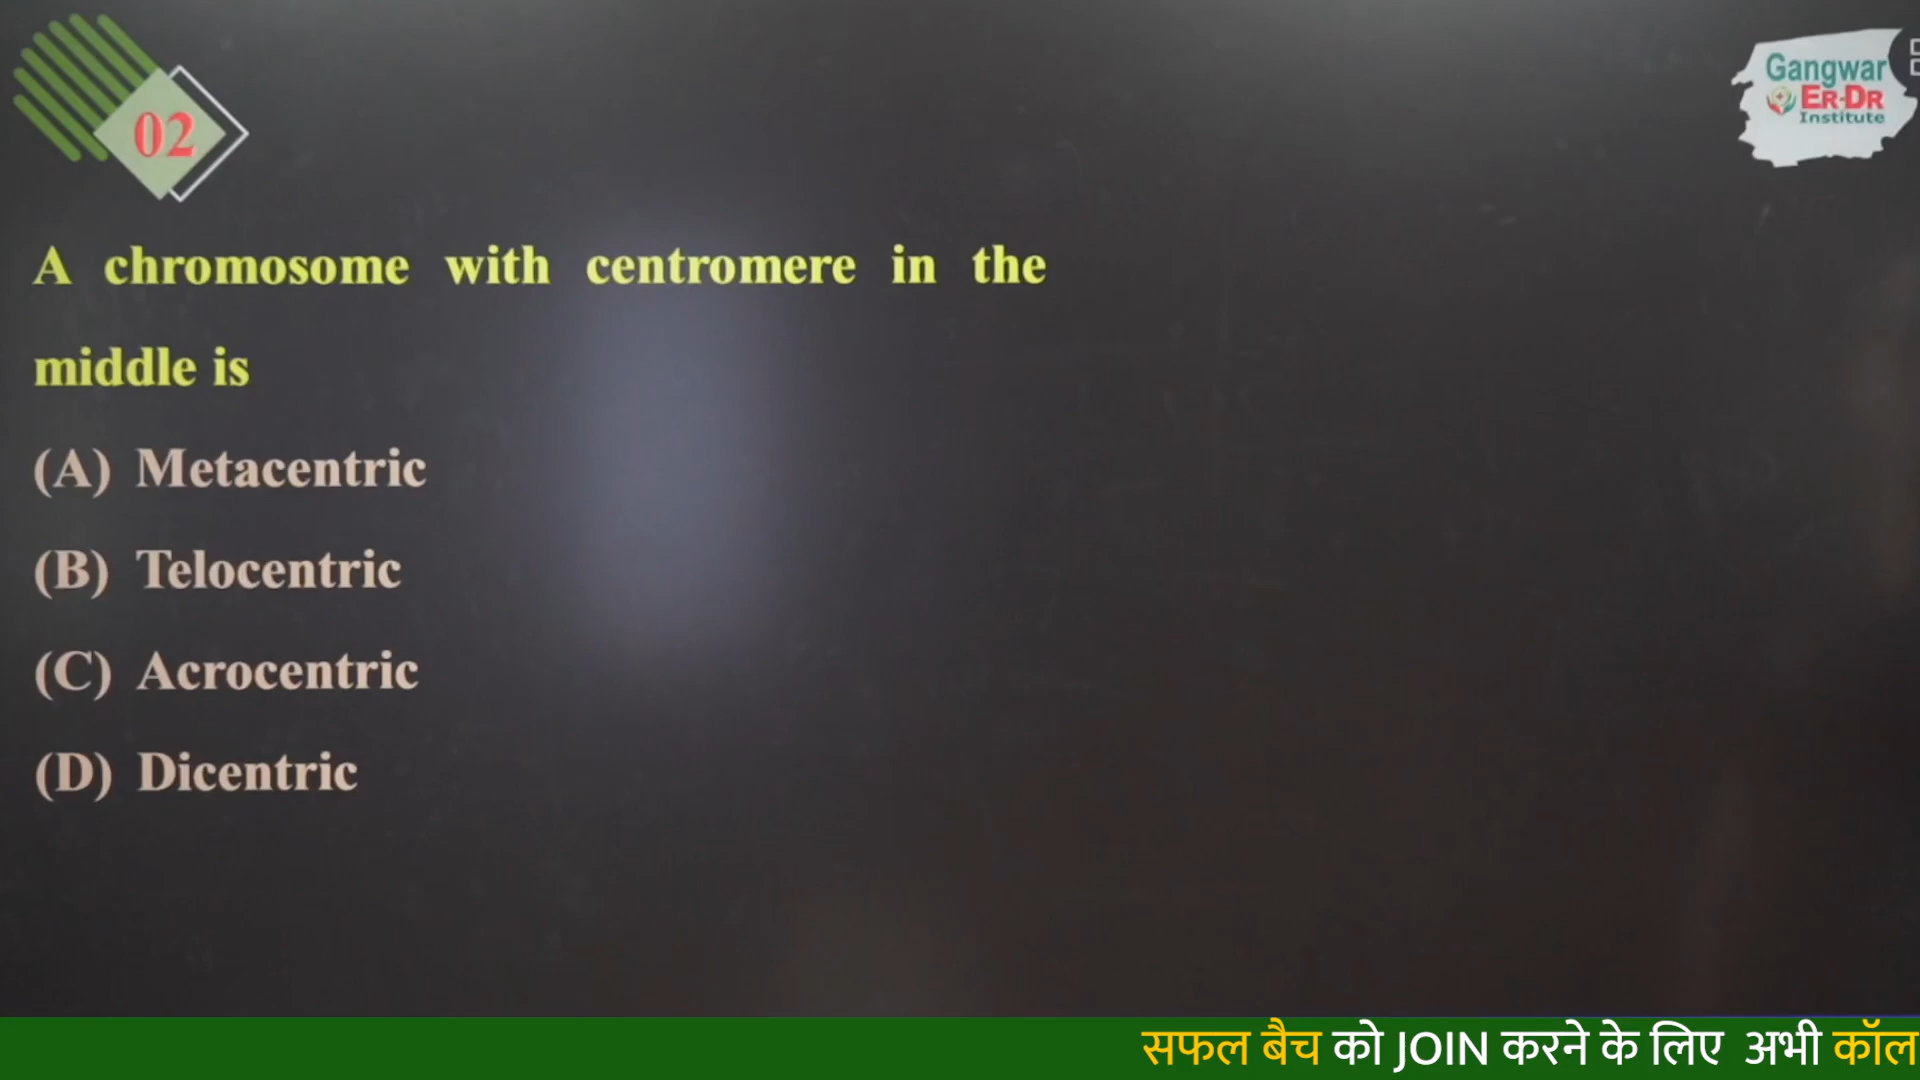 02
Gangwar
ER-DR
Institute
A chromosome with centromere in the
middle is
(A) Metacentric
(B) Telocentric
(C) Acrocentric
(D) Dicentric
सफल बैच को JOIN करने के लिए अभी कॉल